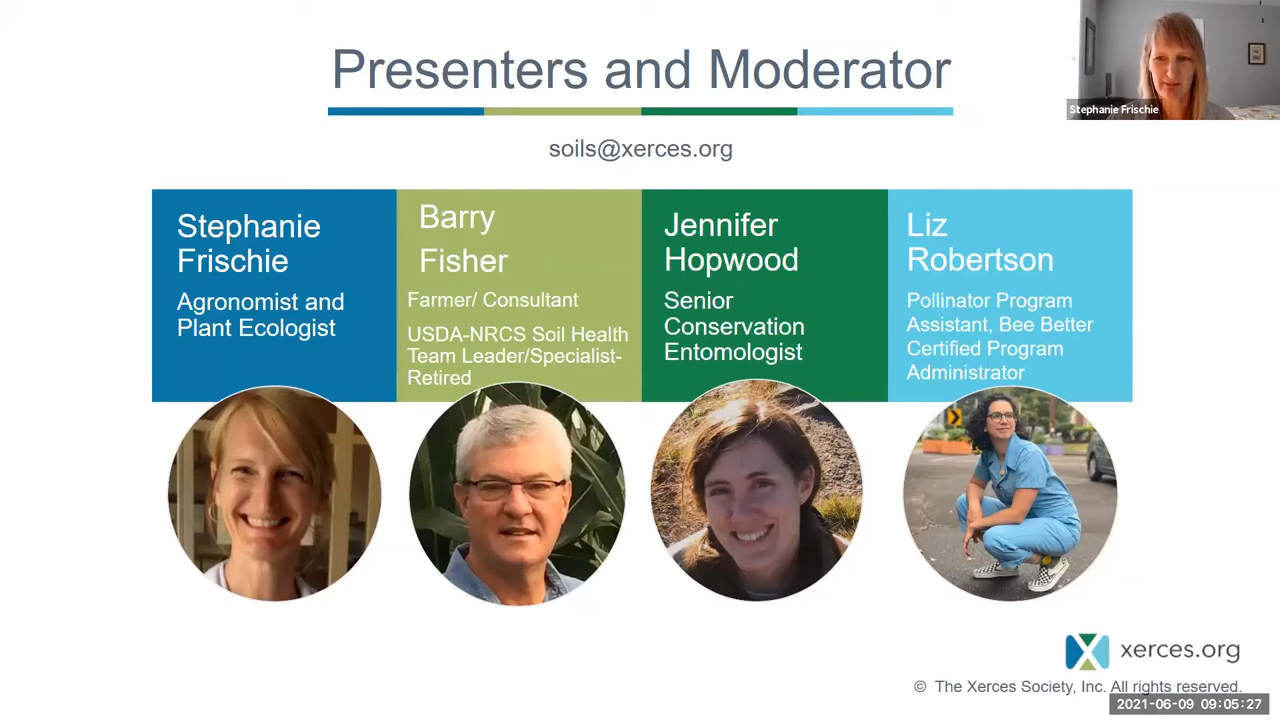 Presenters and Moderator
Stephanie Frischie
soils@xerces.org
Stephanie
Frischie
Agronomist and
Plant Ecologist
Barry
Fisher
Farmer/ Consultant
USDA-NRCS Soil Health
Team Leader/Specialist-
Retired
Jennifer
Hopwood
Senior
Conservation
Entomologist
Liz
Robertson
Pollinator Program
Assistant, Bee Better
Certified Program
Administrator
xerces.org
© The Xerces Society, Inc. All rights reserved.
2021-06-09 09:05:27